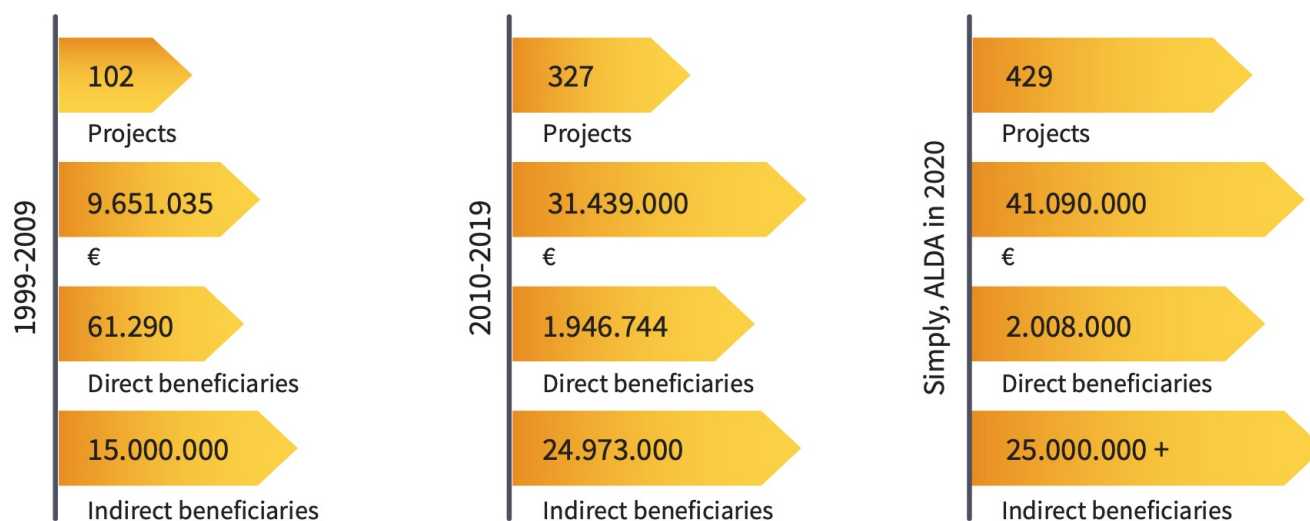 1999-2009
102
Projects
9.651.035
€
61.290
Direct beneficiaries
15.000.000
Indirect beneficiaries
2010-2019
327
Projects
31.439.000
€
1.946.744
Direct beneficiaries
24.973.000
Indirect beneficiaries
Simply, ALDA in 2020
429
Projects
41.090.000
€
2.008.000
Direct beneficiaries
25.000.000 +
Indirect beneficiaries